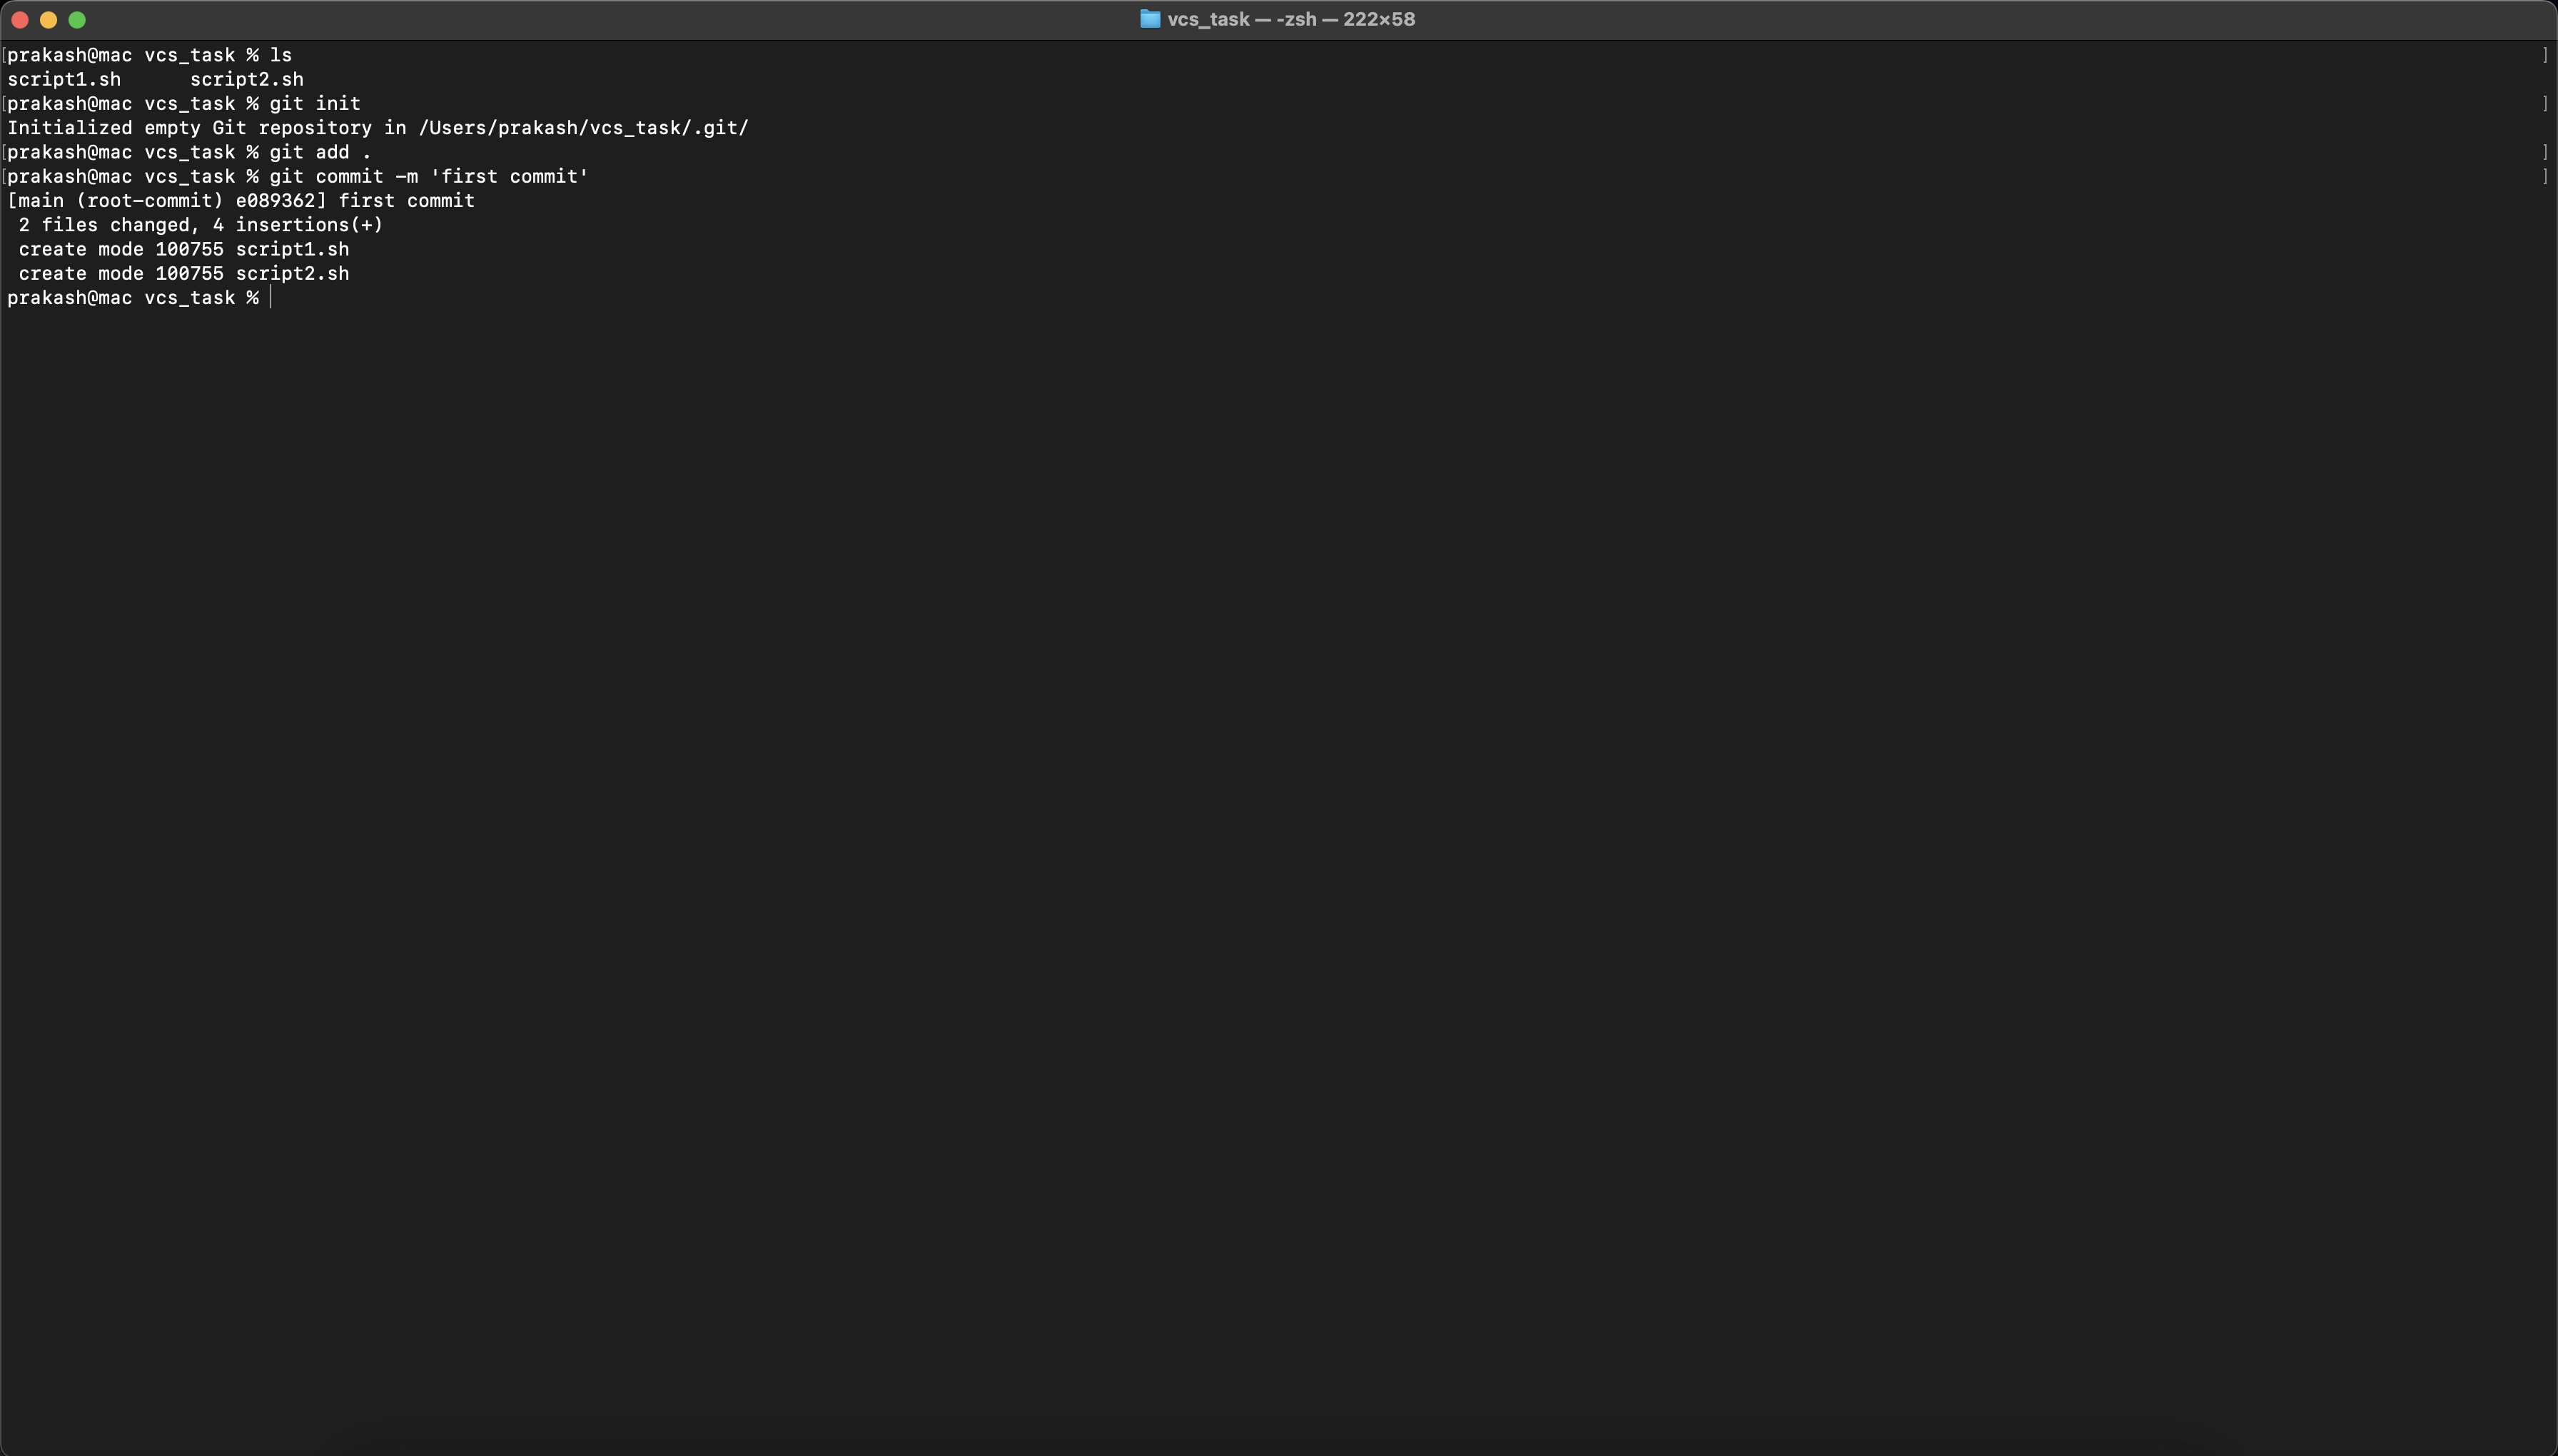 vcs_task — -zsh — 222×58
[prakash@mac vcs_task % ls ]
script1.sh      script2.sh
[prakash@mac vcs_task % git init ]
Initialized empty Git repository in /Users/prakash/vcs_task/.git/
[prakash@mac vcs_task % git add . ]
[prakash@mac vcs_task % git commit -m 'first commit' ]
[main (root-commit) e089362] first commit
 2 files changed, 4 insertions(+)
 create mode 100755 script1.sh
 create mode 100755 script2.sh
prakash@mac vcs_task %